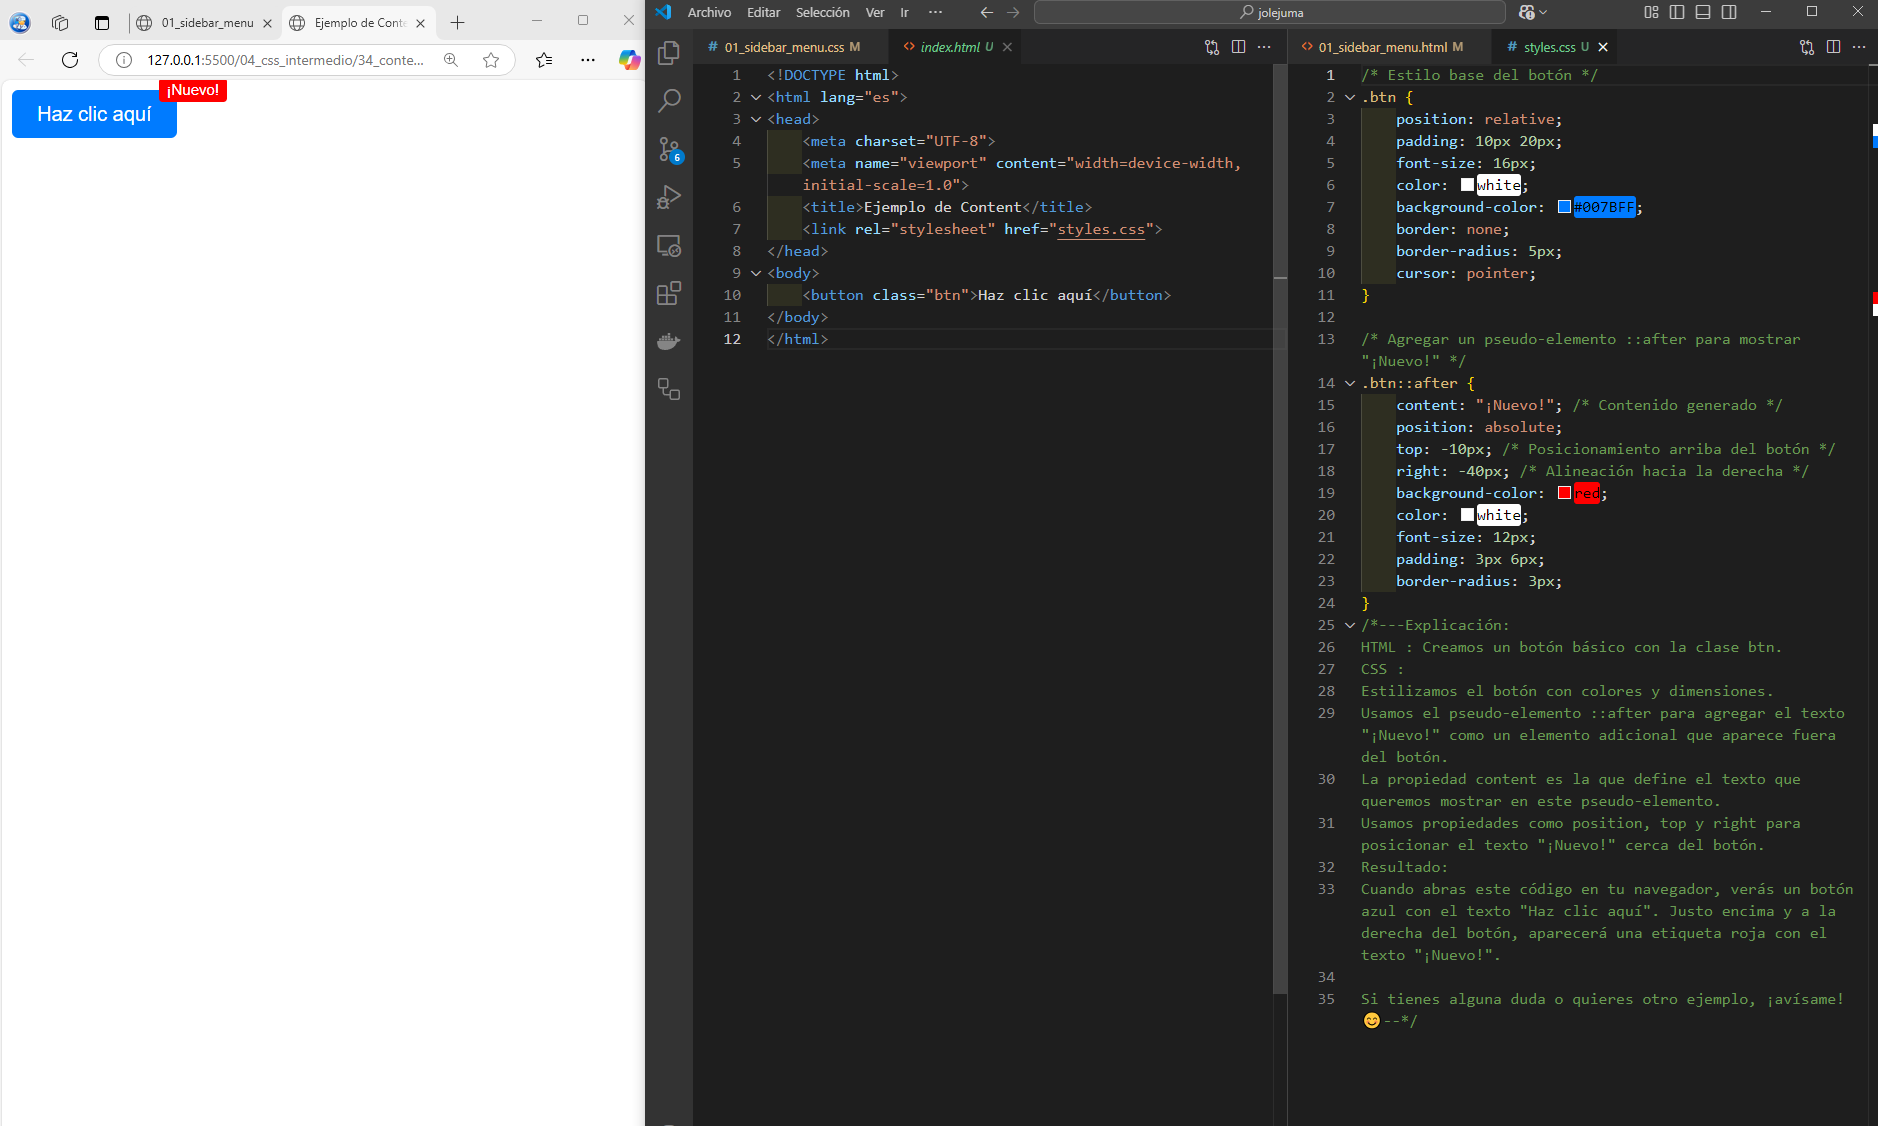 01_sidebar_menu
Ejemplo de Conte
127.0.0.1:5500/04_css_intermedio/34_conte...
¡Nuevo!
Haz clic aquí
Archivo Editar Selección Ver Ir ...
jolejuma
6
# 01_sidebar_menu.css M
<> index.html U
1 <!DOCTYPE html>
2 <html lang="es">
3 <head>
4 <meta charset="UTF-8">
5 <meta name="viewport" content="width=device-width,
initial-scale=1.0">
6 <title>Ejemplo de Content</title>
7 <link rel="stylesheet" href="styles.css">
8 </head>
9 <body>
10 <button class="btn">Haz clic aquí</button>
11 </body>
12 </html>
<> 01_sidebar_menu.html M
# styles.css U
1 /* Estilo base del botón */
2 .btn {
3 position: relative;
4 padding: 10px 20px;
5 font-size: 16px;
6 color: white;
7 background-color: #007BFF;
8 border: none;
9 border-radius: 5px;
10 cursor: pointer;
11 }
12
13 /* Agregar un pseudo-elemento ::after para mostrar
"¡Nuevo!" */
14 .btn::after {
15 content: "¡Nuevo!"; /* Contenido generado */
16 position: absolute;
17 top: -10px; /* Posicionamiento arriba del botón */
18 right: -40px; /* Alineación hacia la derecha */
19 background-color: red;
20 color: white;
21 font-size: 12px;
22 padding: 3px 6px;
23 border-radius: 3px;
24 }
25 /*---Explicación:
26 HTML : Creamos un botón básico con la clase btn.
27 CSS :
28 Estilizamos el botón con colores y dimensiones.
29 Usamos el pseudo-elemento ::after para agregar el texto
"¡Nuevo!" como un elemento adicional que aparece fuera
del botón.
30 La propiedad content es la que define el texto que
queremos mostrar en este pseudo-elemento.
31 Usamos propiedades como position, top y right para
posicionar el texto "¡Nuevo!" cerca del botón.
32 Resultado:
33 Cuando abras este código en tu navegador, verás un botón
azul con el texto "Haz clic aquí". Justo encima y a la
derecha del botón, aparecerá una etiqueta roja con el
texto "¡Nuevo!".
34
35 Si tienes alguna duda o quieres otro ejemplo, ¡avísame!
😊--*/